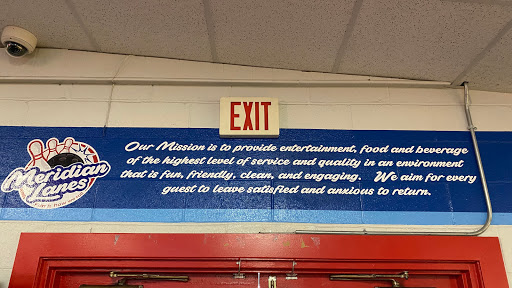 EXIT
Our Mission is to provide entertainment, food and beverage
of the highest level of service and quality in an environment
that is fun, friendly, clean, and engaging. We aim for every
guest to leave satisfied and anxious to return.
Meridian
Lanes